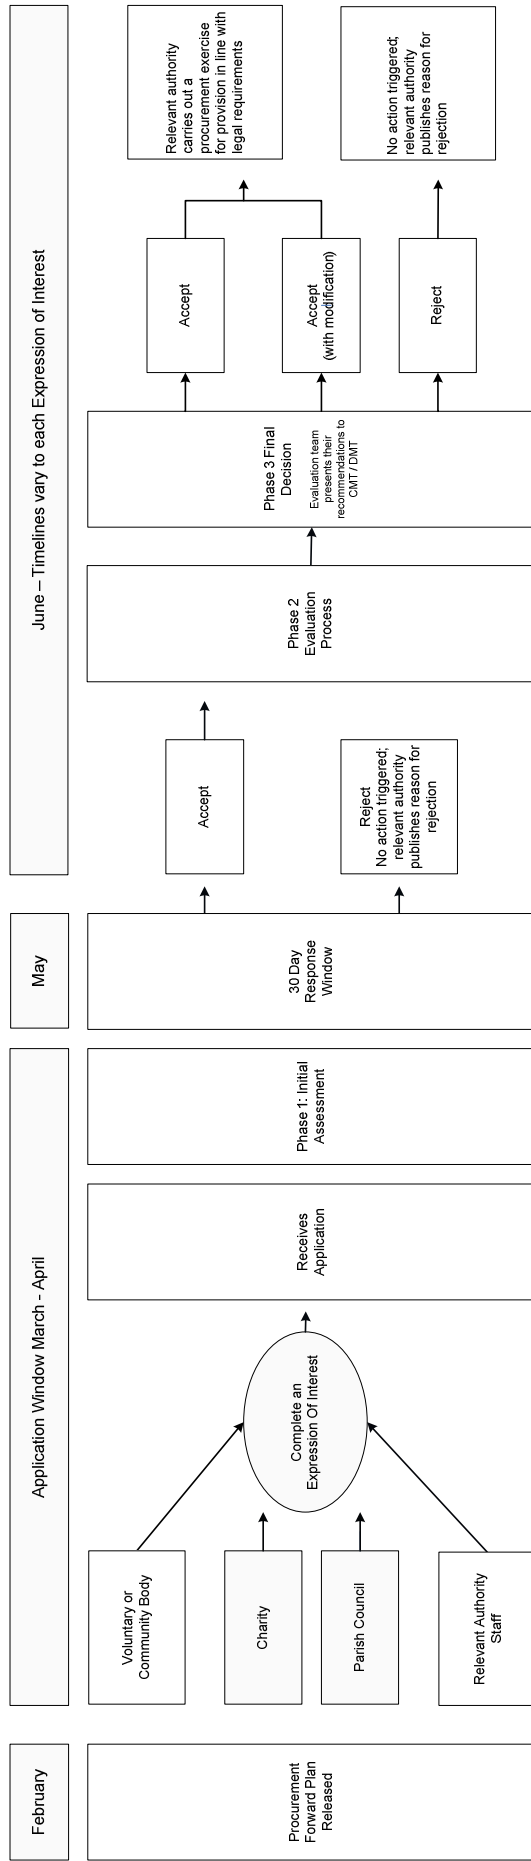 February
Application Window March - April
May
June – Timelines vary to each Expression of Interest
Procurement
Forward Plan
Released
Voluntary or
Community Body
Charity
Parish Council
Relevant Authority
Staff
Complete an
Expression Of Interest
Receives
Application
Phase 1: Initial
Assessment
30 Day
Response
Window
Accept
Reject
No action triggered;
relevant authority
publishes reason for
rejection
Phase 2
Evaluation
Process
Phase 3 Final
Decision
Evaluation team
presents their
recommendations to
CMT / DMT
Accept
Accept
(with modification)
Reject
Relevant authority
carries out a
procurement exercise
for provision in line with
legal requirements
No action triggered;
relevant authority
publishes reason for
rejection